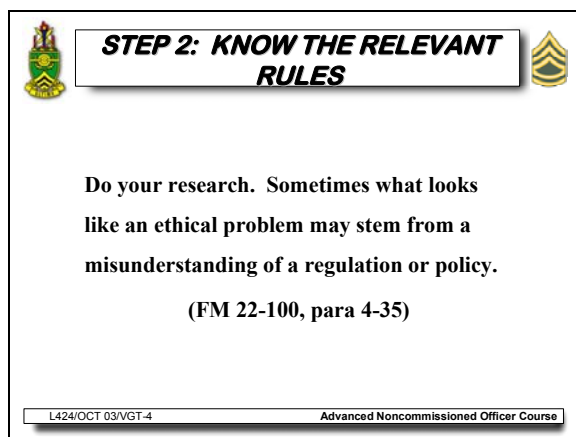 STEP 2:  KNOW THE RELEVANT
RULES
Do your research.  Sometimes what looks
like an ethical problem may stem from a
misunderstanding of a regulation or policy.
(FM 22-100, para 4-35)
L424/OCT 03/VGT-4
Advanced Noncommissioned Officer Course